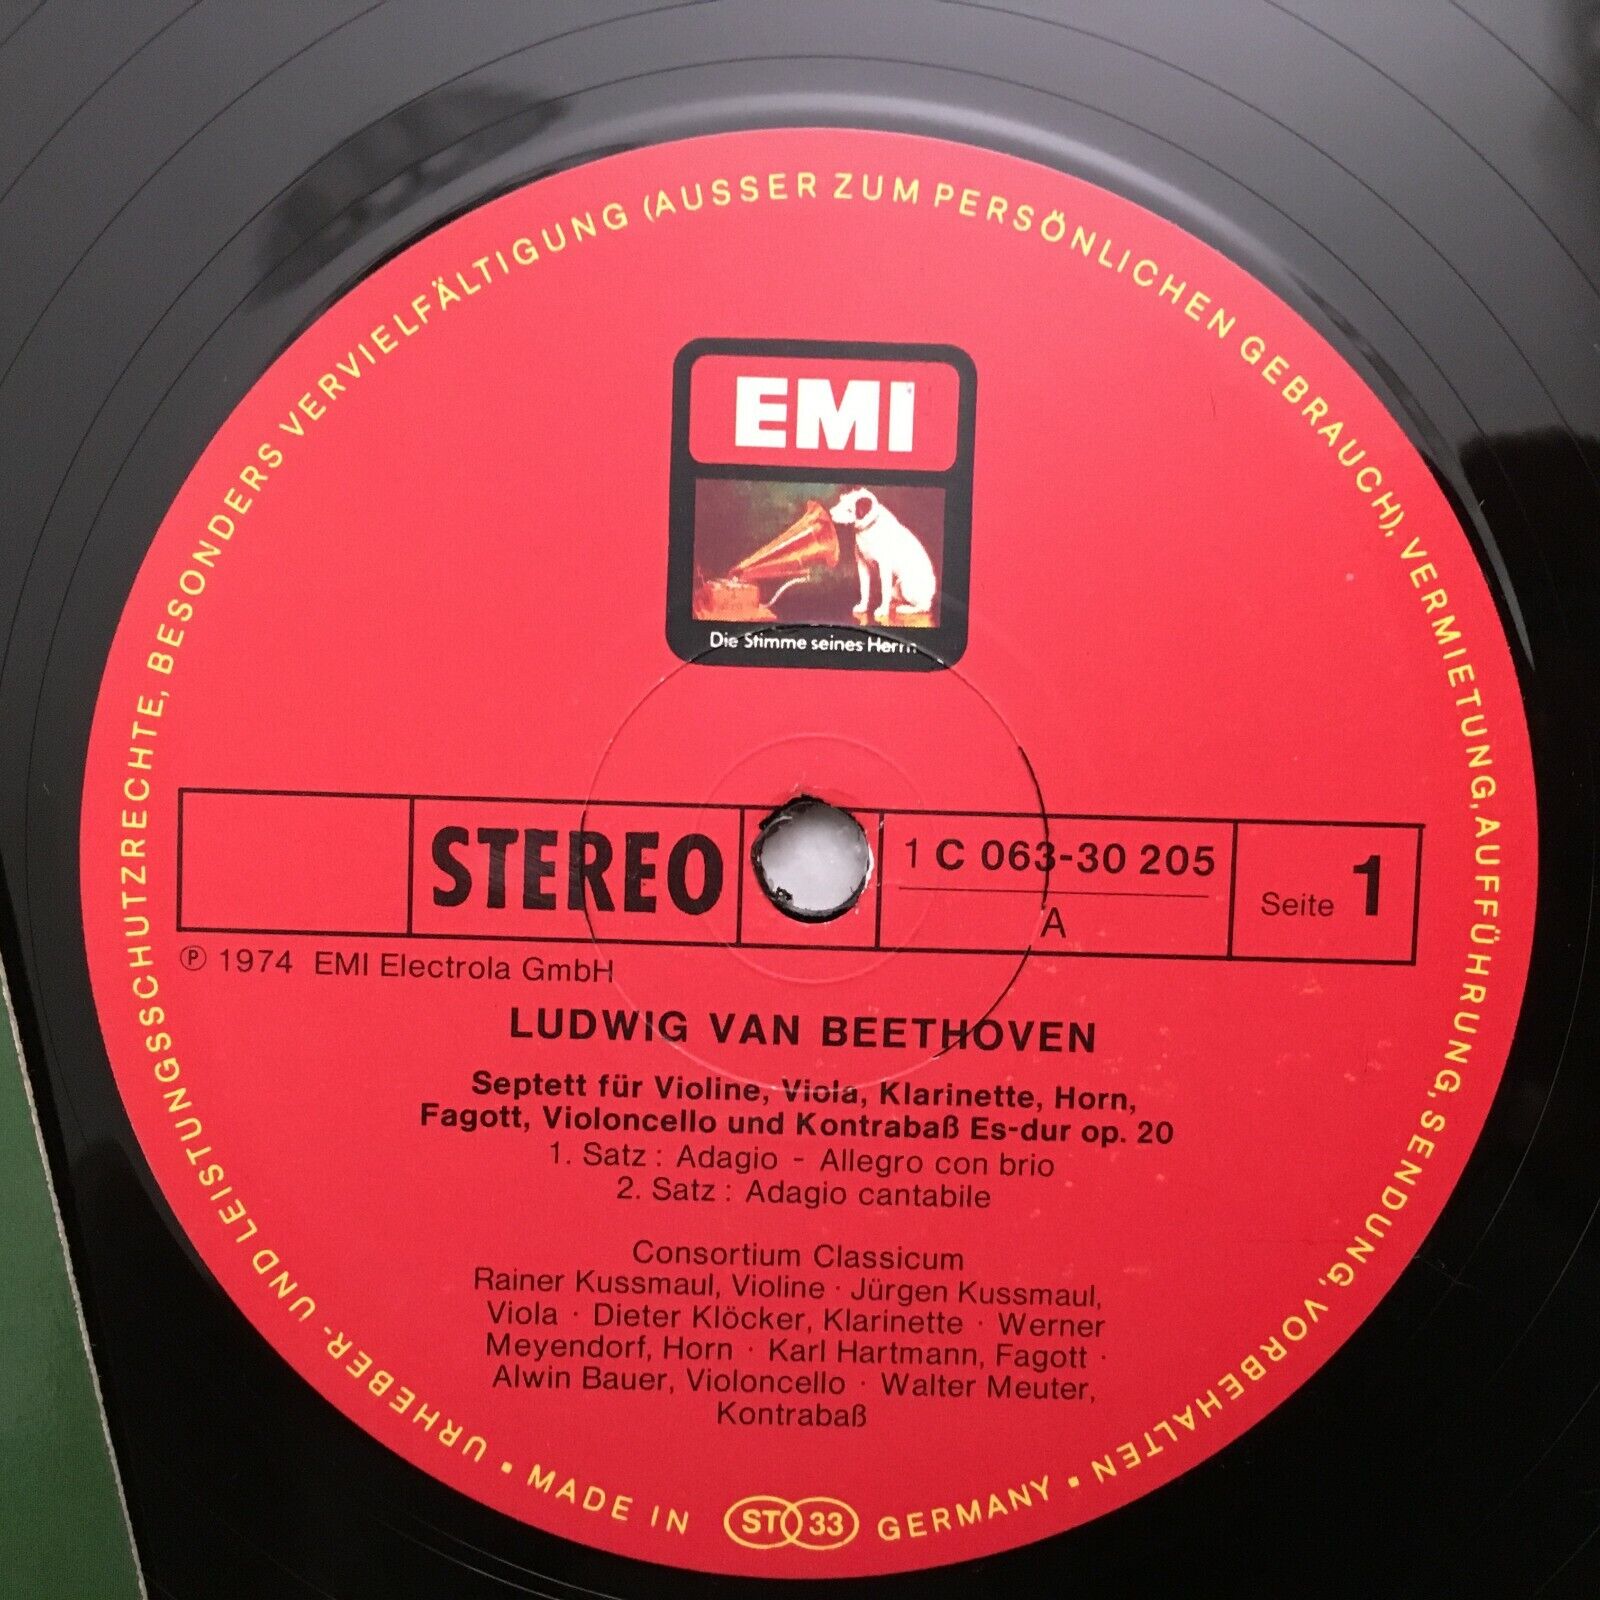 URHEBER- UND LEISTUNGSSCHUTZRECHTE, BESONDERS VERVIELFÄLTIGUNG (AUSSER ZUM PERSÖNLICHEN GEBRAUCH), VERMIETUNG, AUFFÜHRUNG, SENDUNG, VORBEHALTEN
EMI
Die Stimme seines Herrn
STEREO
1 C 063-30 205
A
Seite 1
℗ 1974 EMI Electrola GmbH
LUDWIG VAN BEETHOVEN
Septett für Violine, Viola, Klarinette, Horn,
Fagott, Violoncello und Kontrabaß Es-dur op. 20
1. Satz : Adagio - Allegro con brio
2. Satz : Adagio cantabile
Consortium Classicum
Rainer Kussmaul, Violine · Jürgen Kussmaul,
Viola · Dieter Klöcker, Klarinette · Werner
Meyendorf, Horn · Karl Hartmann, Fagott ·
Alwin Bauer, Violoncello · Walter Meuter,
Kontrabaß
• MADE IN ST 33 GERMANY •